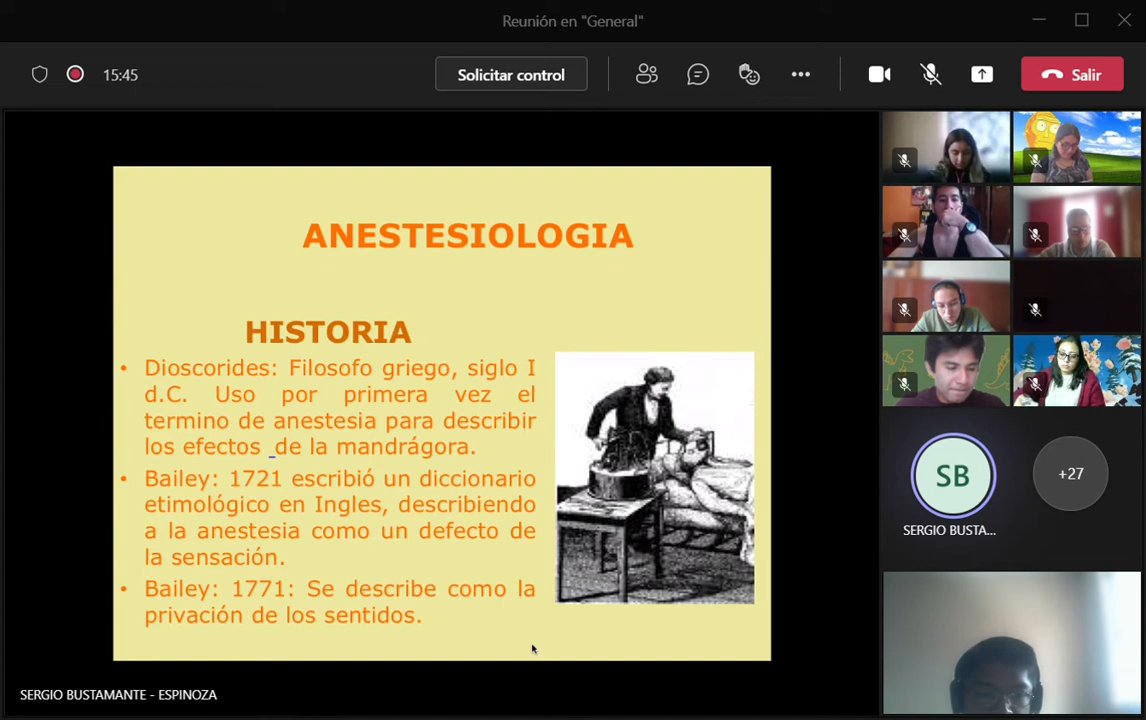 Reunión en "General"
15:45
Solicitar control
Salir
ANESTESIOLOGIA
HISTORIA
• Dioscorides: Filosofo griego, siglo I
d.C. Uso por primera vez el
termino de anestesia para describir
los efectos _de la mandrágora.
• Bailey: 1721 escribió un diccionario
etimológico en Ingles, describiendo
a la anestesia como un defecto de
la sensación.
• Bailey: 1771: Se describe como la
privación de los sentidos.
SB
+27
SERGIO BUSTA...
SERGIO BUSTAMANTE - ESPINOZA